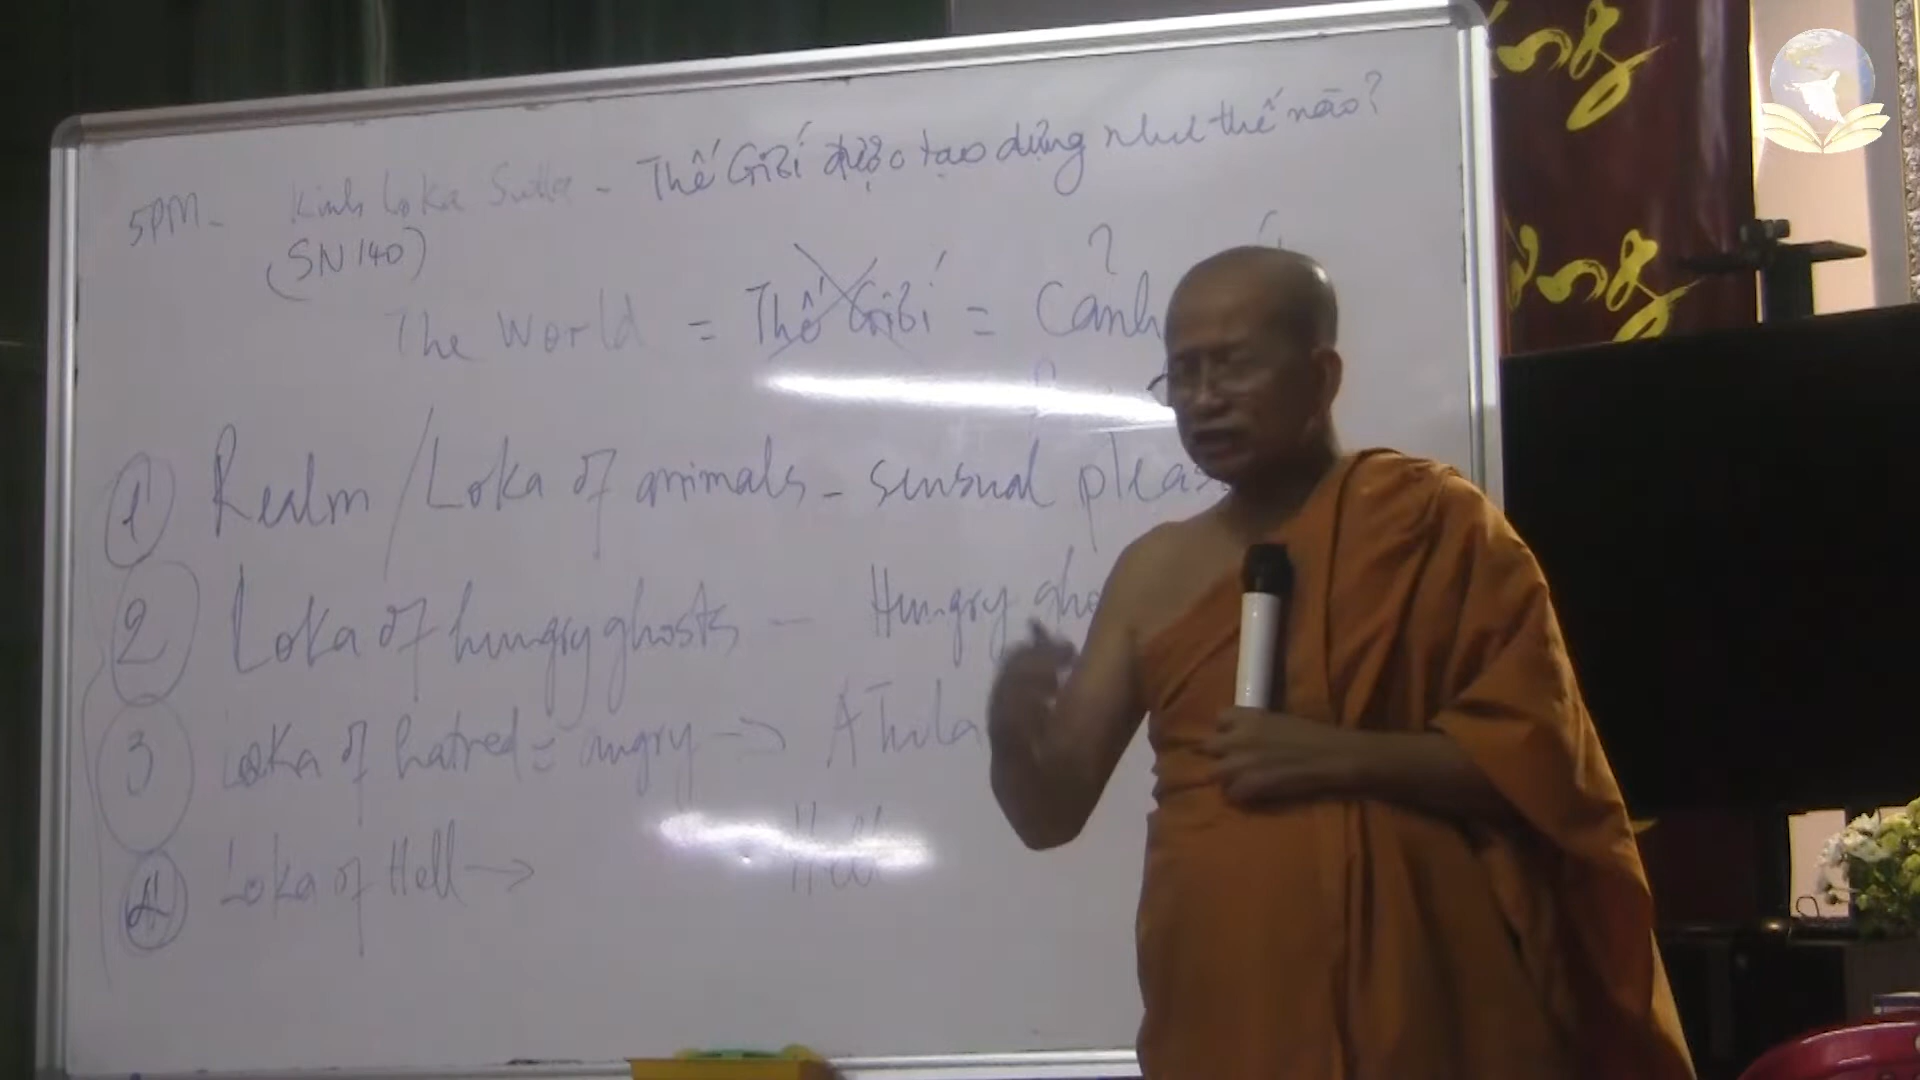 5PM - Kinh Loka Sutta - Thế Giới được tạo dựng như thế nào?
(SN 140)
The World = Thế Giới = Cảnh
① Realm / Loka of animals - sensual pleas
② Loka of hungry ghosts - Hungry gho
③ Loka of hatred = angry → A Tu la
④ Loka of Hell → Hell